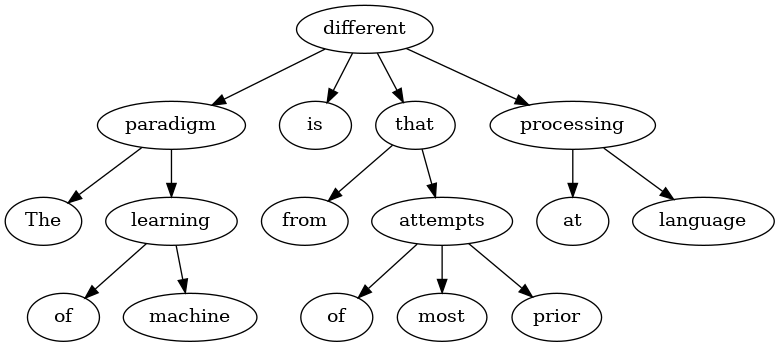 different
paradigm is that processing
The learning from attempts at language
of machine of most prior